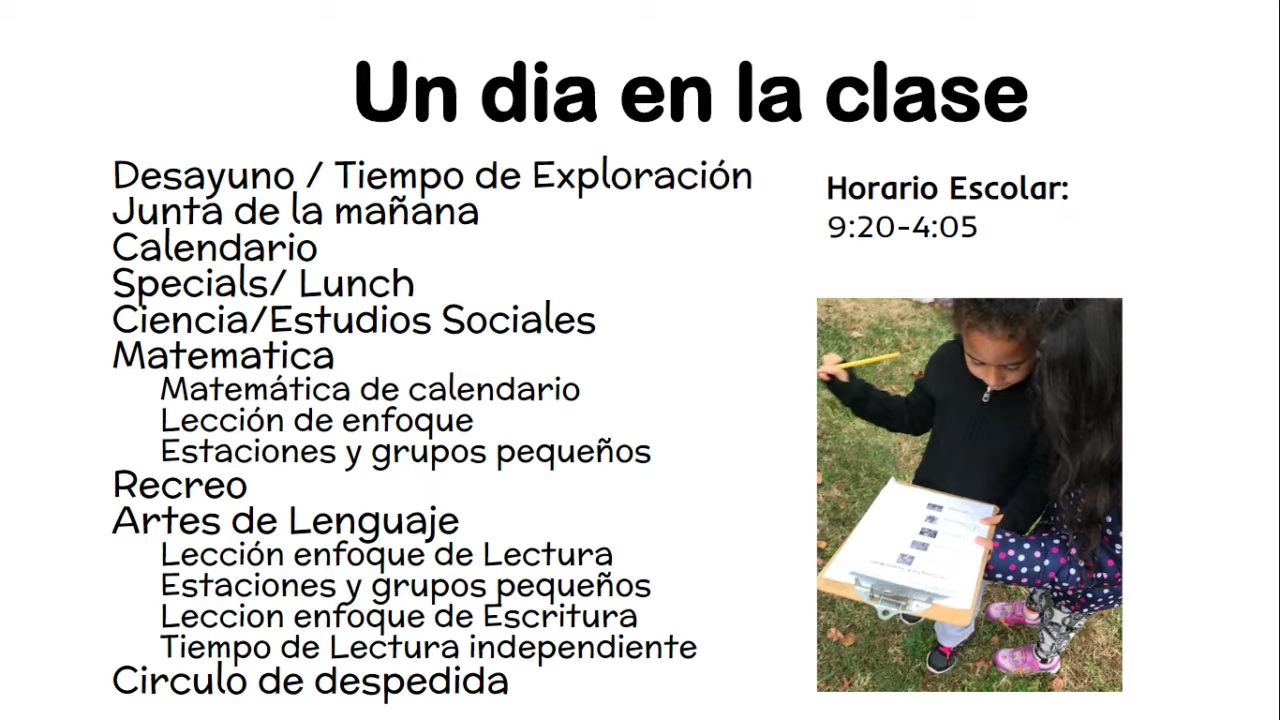 Un dia en la clase
Desayuno / Tiempo de Exploración
Junta de la mañana
Calendario
Specials/ Lunch
Ciencia/Estudios Sociales
Matematica
Matemática de calendario
Lección de enfoque
Estaciones y grupos pequeños
Recreo
Artes de Lenguaje
Lección enfoque de Lectura
Estaciones y grupos pequeños
Leccion enfoque de Escritura
Tiempo de Lectura independiente
Circulo de despedida
Horario Escolar:
9:20-4:05